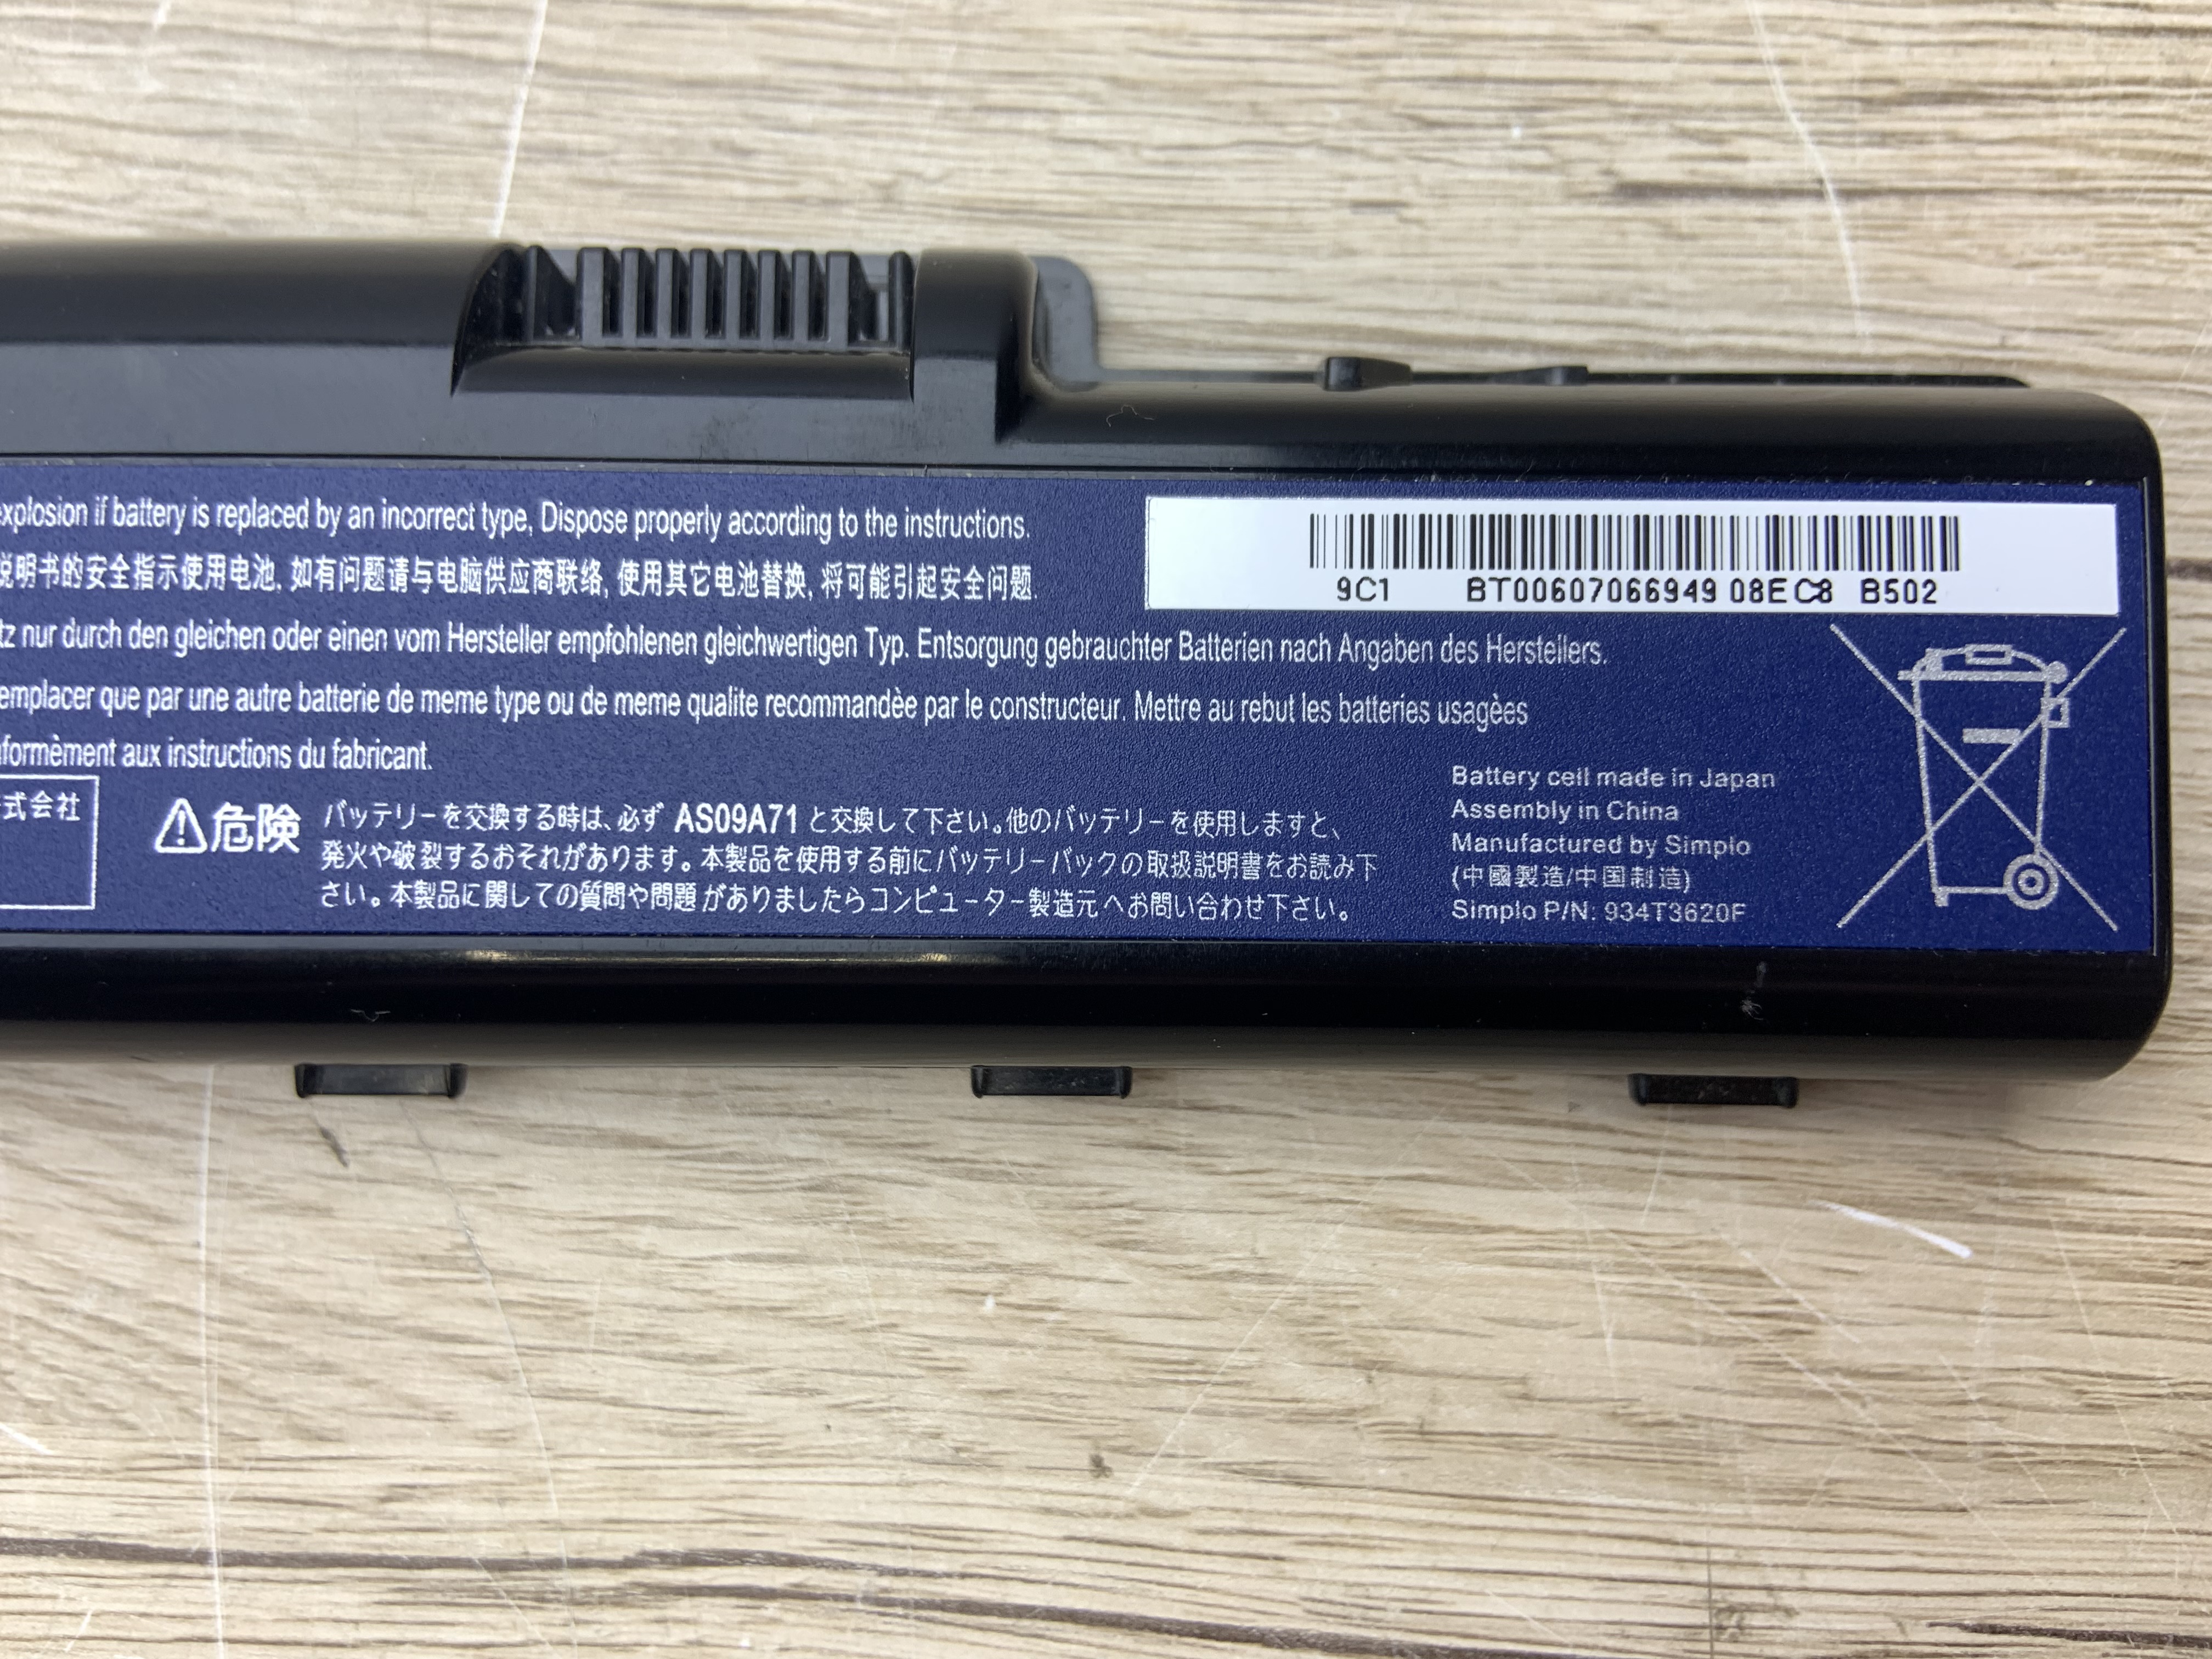 explosion if battery is replaced by an incorrect type, Dispose properly according to the instructions.
说明书的安全指示使用电池, 如有问题请与电脑供应商联络, 使用其它电池替换, 将可能引起安全问题.
9C1 BT00607066949 08EC8 B502
tz nur durch den gleichen oder einen vom Hersteller empfohlenen gleichwertigen Typ. Entsorgung gebrauchter Batterien nach Angaben des Herstellers.
emplacer que par une autre batterie de meme type ou de meme qualite recommandèe par le constructeur. Mettre au rebut les batteries usagèes
formèment aux instructions du fabricant.
式会社
危険
バッテリーを交換する時は、必ず AS09A71 と交換して下さい。他のバッテリーを使用しますと、
発火や破裂するおそれがあります。本製品を使用する前にバッテリーパックの取扱説明書をお読み下
さい。本製品に関しての質問や問題がありましたらコンピューター製造元へお問い合わせ下さい。
Battery cell made in Japan
Assembly in China
Manufactured by Simplo
(中國製造/中国制造)
Simplo P/N: 934T3620F